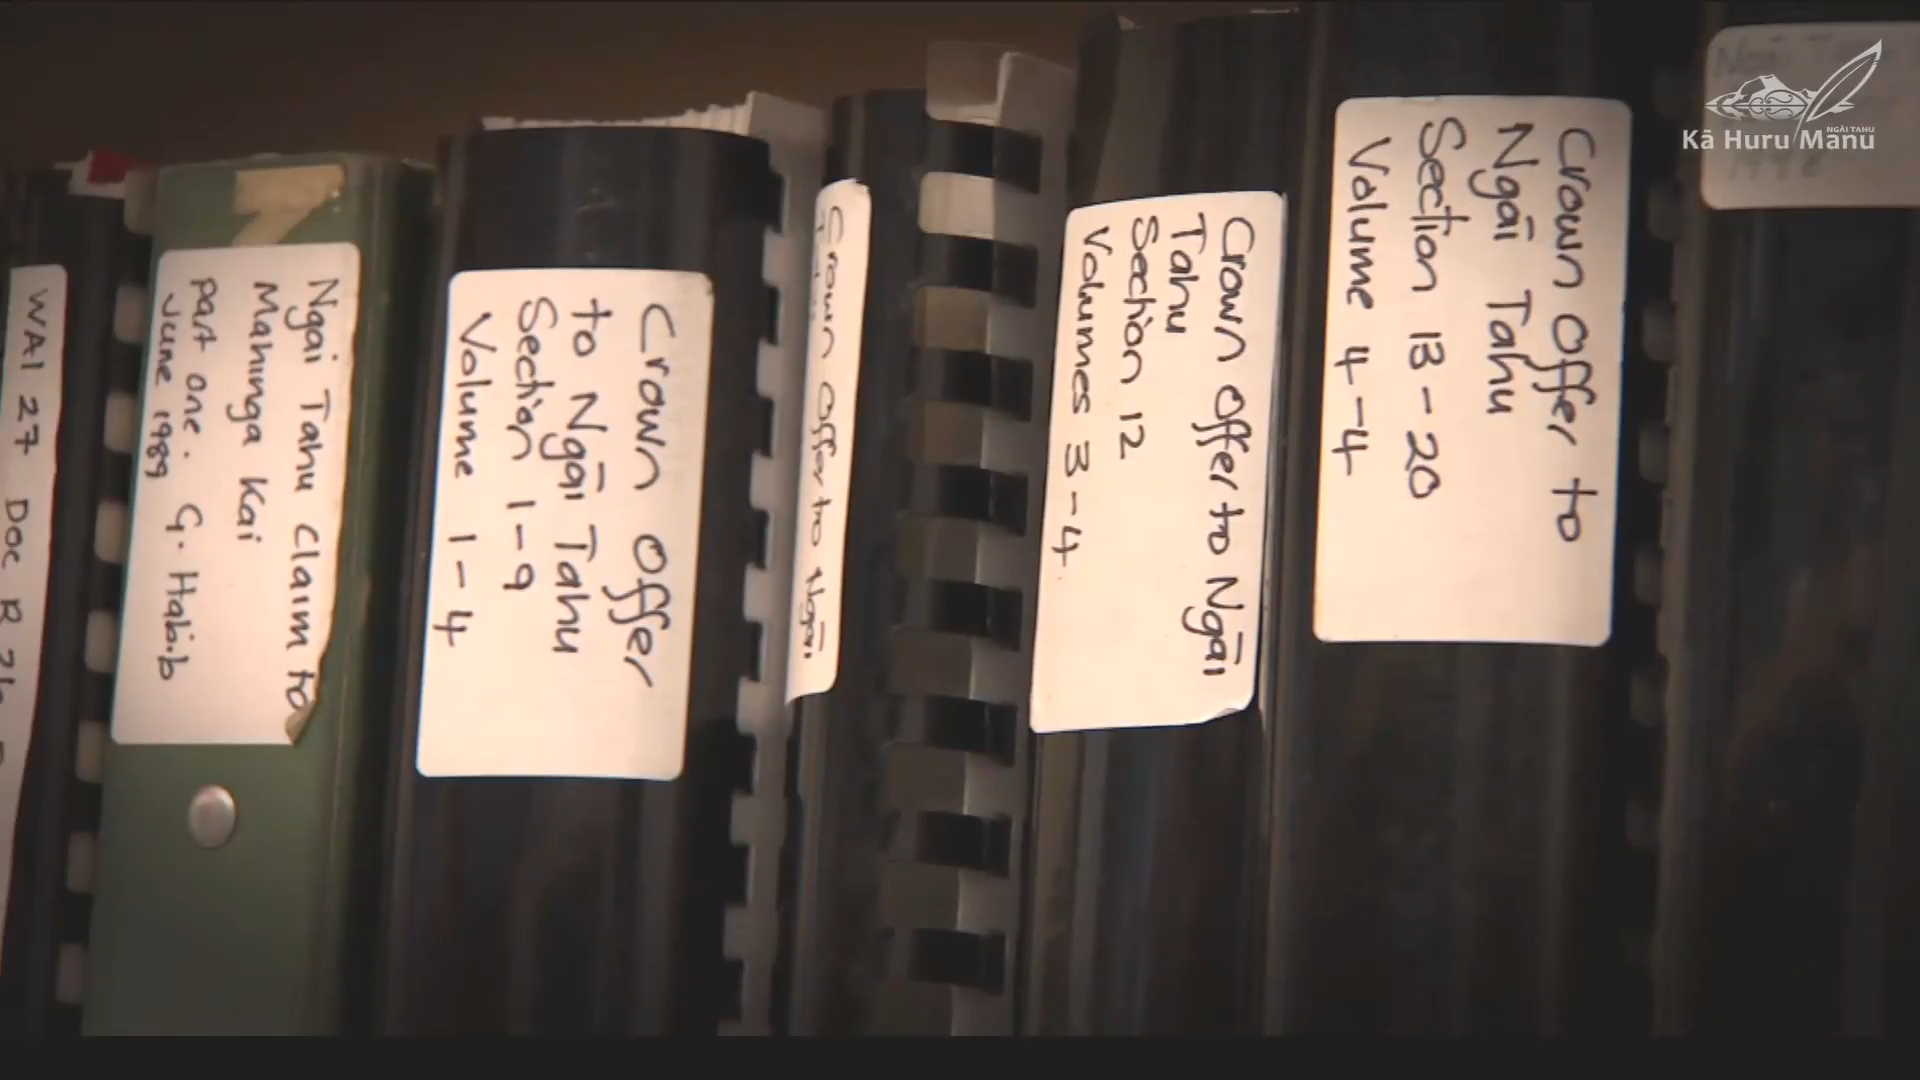 WAI 27 Doc R
Ngai Tahu Claim to
Mahinga Kai
part one. G. Habib
June 1989
Crown Offer
to Ngāi Tahu
Section 1-9
Volume 1-4
Crown Offer to Ngāi
Crown Offer to Ngāi
Tahu
Section 12
Volumes 3-4
Crown Offer to
Ngāi Tahu
Section 13-20
Volume 4-4
NGĀI TAHU
Kā Huru Manu